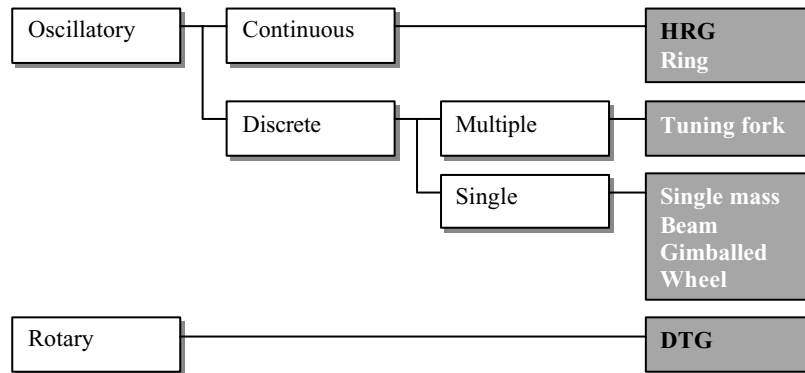 Oscillatory
Continuous
HRG
Ring
Discrete
Multiple
Tuning fork
Single
Single mass
Beam
Gimballed
Wheel
Rotary
DTG